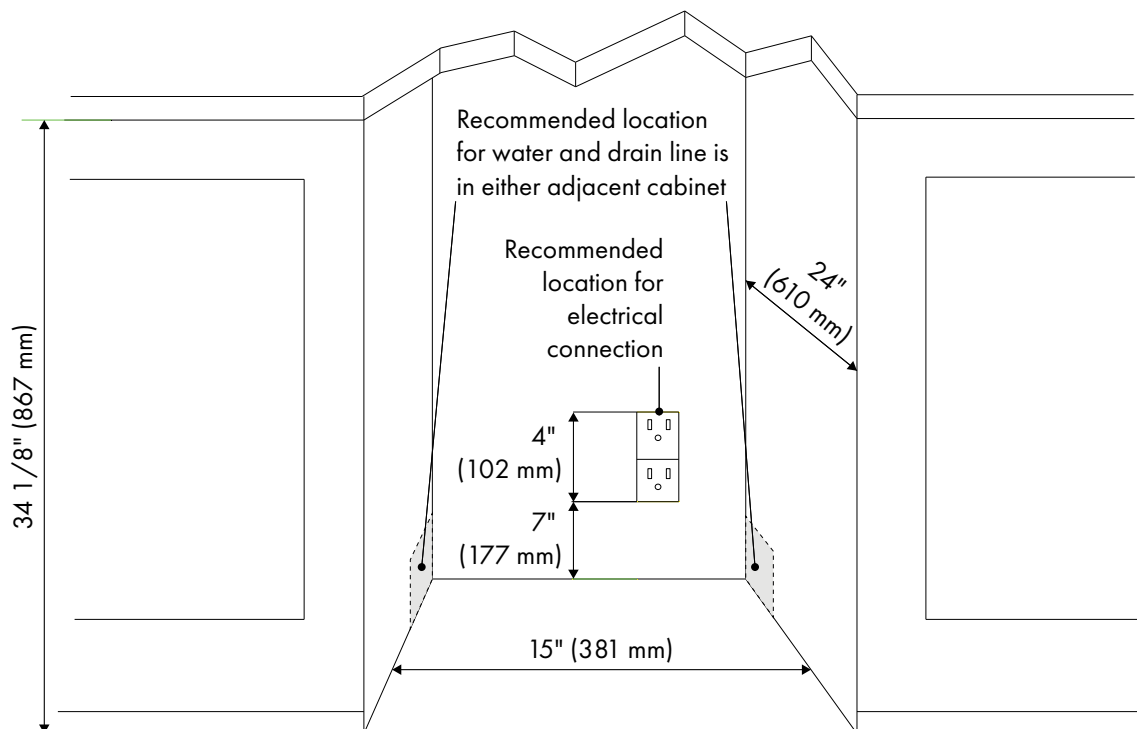 Recommended location
for water and drain line is
in either adjacent cabinet
Recommended
location for
electrical
connection
24"
(610 mm)
34 1/8" (867 mm)
4"
(102 mm)
7"
(177 mm)
15" (381 mm)